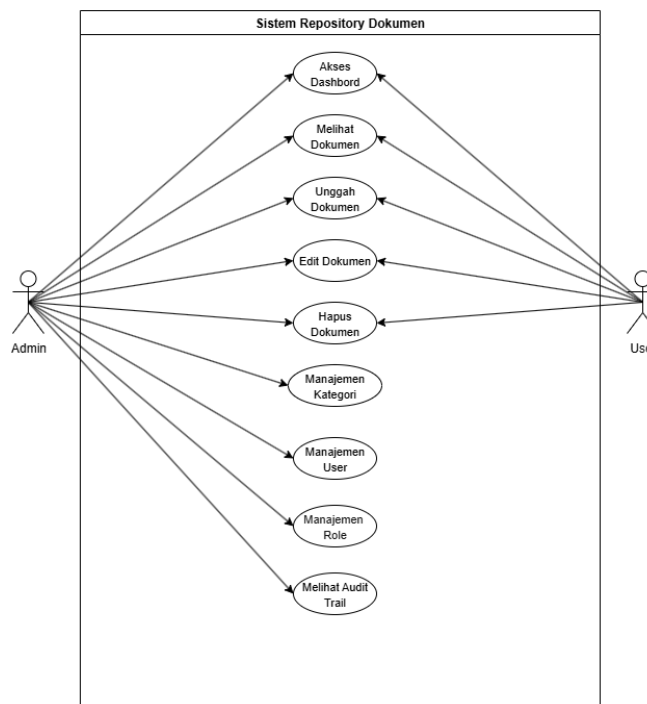 Sistem Repository Dokumen
Akses
Dashbord
Melihat
Dokumen
Unggah
Dokumen
Edit Dokumen
Hapus
Dokumen
Admin
Manajemen
Kategori
Manajemen
User
Manajemen
Role
Melihat Audit
Trail